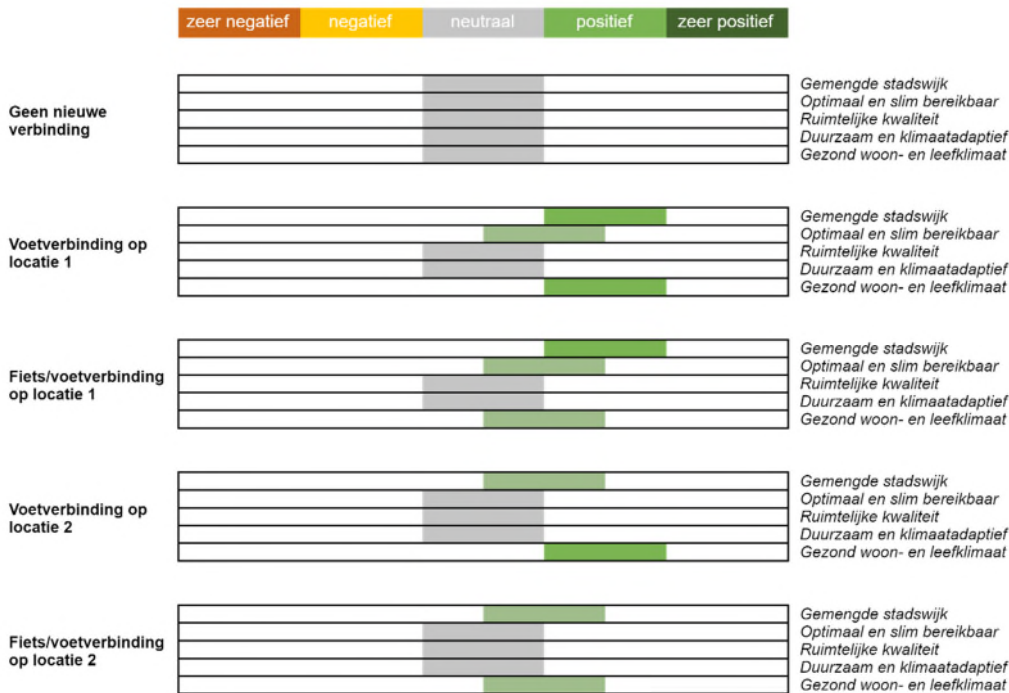 zeer negatief negatief neutraal positief zeer positief
Geen nieuwe
verbinding
Gemengde stadswijk
Optimaal en slim bereikbaar
Ruimtelijke kwaliteit
Duurzaam en klimaatadaptief
Gezond woon- en leefklimaat
Voetverbinding op
locatie 1
Gemengde stadswijk
Optimaal en slim bereikbaar
Ruimtelijke kwaliteit
Duurzaam en klimaatadaptief
Gezond woon- en leefklimaat
Fiets/voetverbinding
op locatie 1
Gemengde stadswijk
Optimaal en slim bereikbaar
Ruimtelijke kwaliteit
Duurzaam en klimaatadaptief
Gezond woon- en leefklimaat
Voetverbinding op
locatie 2
Gemengde stadswijk
Optimaal en slim bereikbaar
Ruimtelijke kwaliteit
Duurzaam en klimaatadaptief
Gezond woon- en leefklimaat
Fiets/voetverbinding
op locatie 2
Gemengde stadswijk
Optimaal en slim bereikbaar
Ruimtelijke kwaliteit
Duurzaam en klimaatadaptief
Gezond woon- en leefklimaat